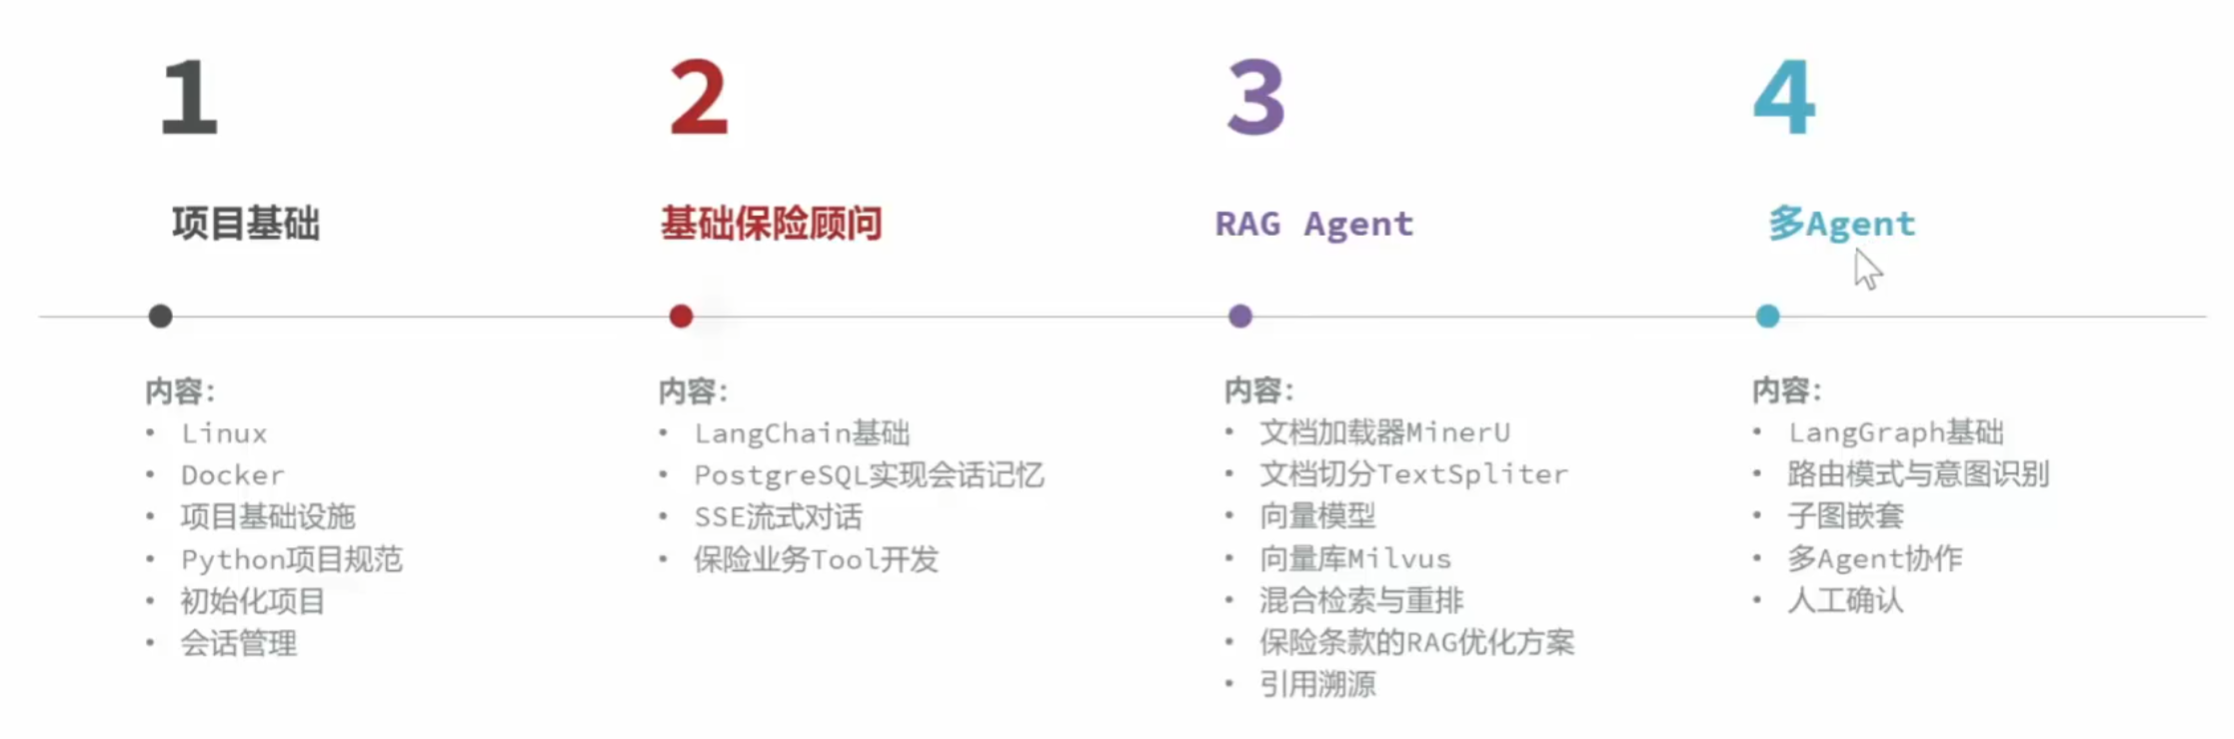 1
项目基础
内容：
• Linux
• Docker
• 项目基础设施
• Python项目规范
• 初始化项目
• 会话管理
2
基础保险顾问
内容：
• LangChain基础
• PostgreSQL实现会话记忆
• SSE流式对话
• 保险业务Tool开发
3
RAG Agent
内容：
• 文档加载器MinerU
• 文档切分TextSpliter
• 向量模型
• 向量库Milvus
• 混合检索与重排
• 保险条款的RAG优化方案
• 引用溯源
4
多Agent
内容：
• LangGraph基础
• 路由模式与意图识别
• 子图嵌套
• 多Agent协作
• 人工确认